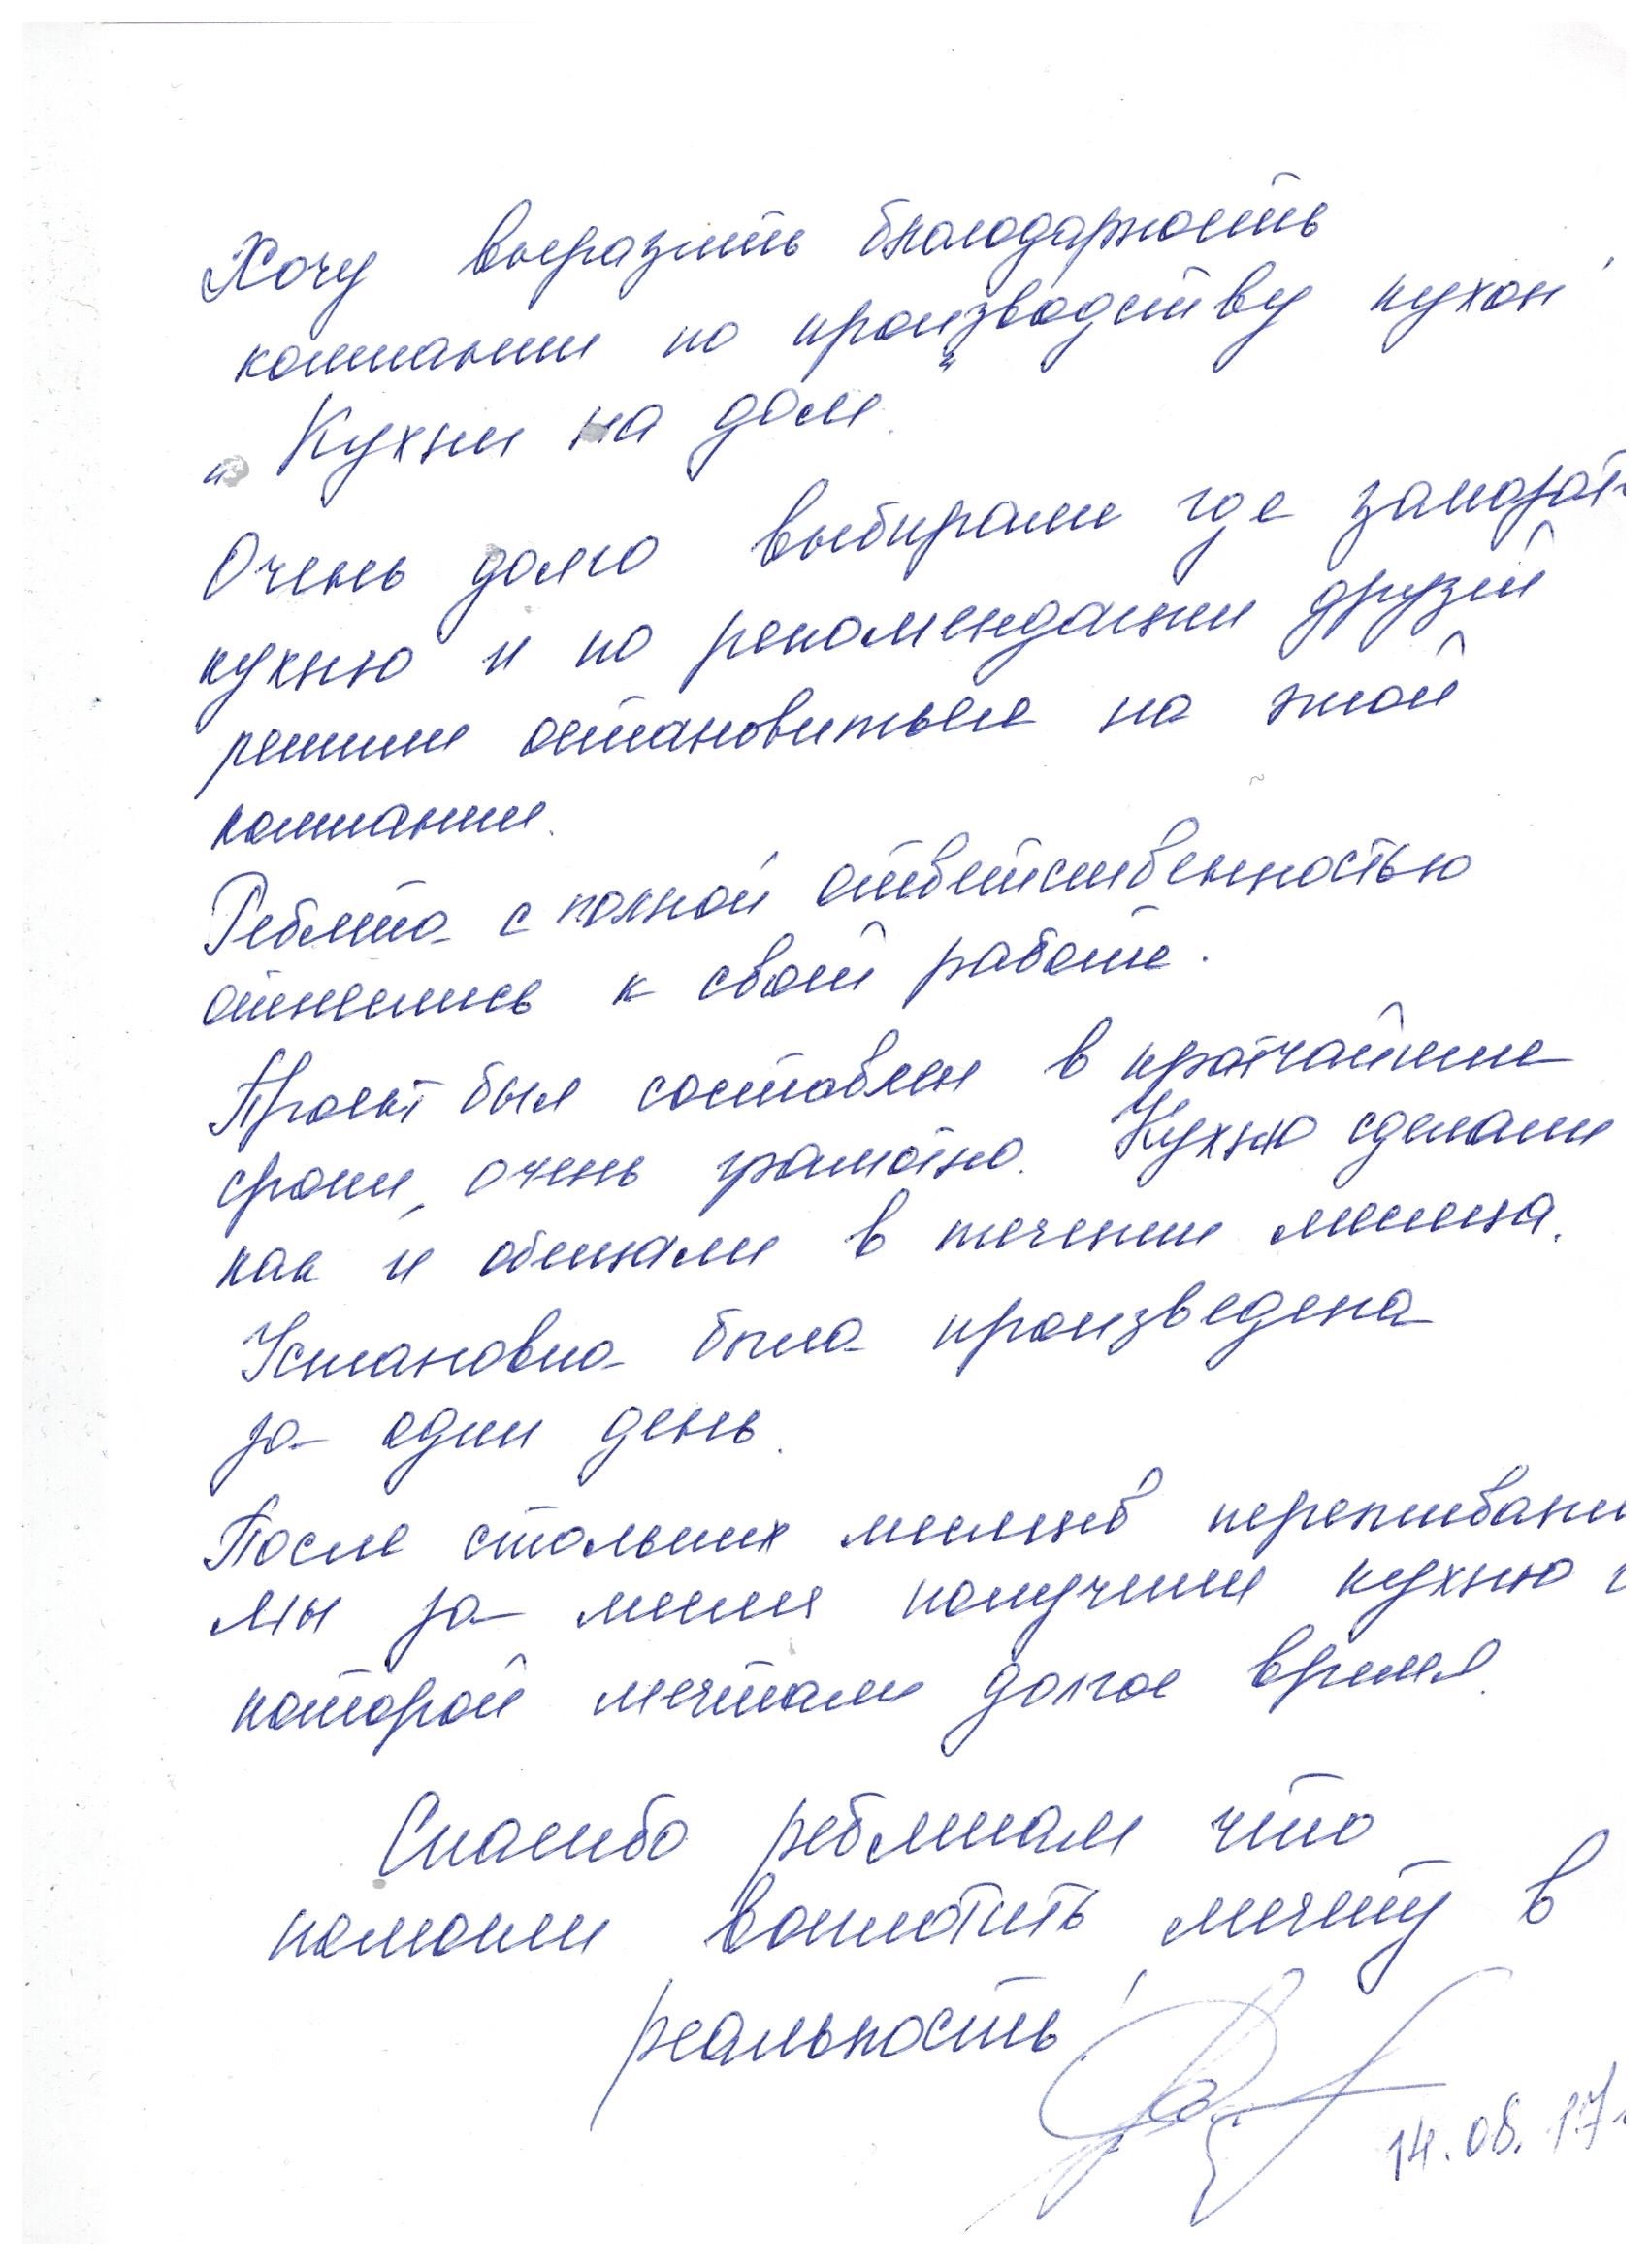 Хочу выразить благодарность
компании по производству кухонь
„Кухни на дом“.
Очень долго выбирали где заказать
кухню и по рекомендации друзей
решили остановиться на этой
компании.
Ребята с полной ответственностью
отнеслись к своей работе.
Проект был составлен в кратчайшие
сроки, очень грамотно. Кухню сделали
как и обещали в течении месяца.
Установка была произведена
за один день.
После стольких месяцев
мы за месяц получили кухню о
которой мечтали долгое время.
Спасибо ребятам что
помогли воплотить мечту в
реальность!
14.08.17г